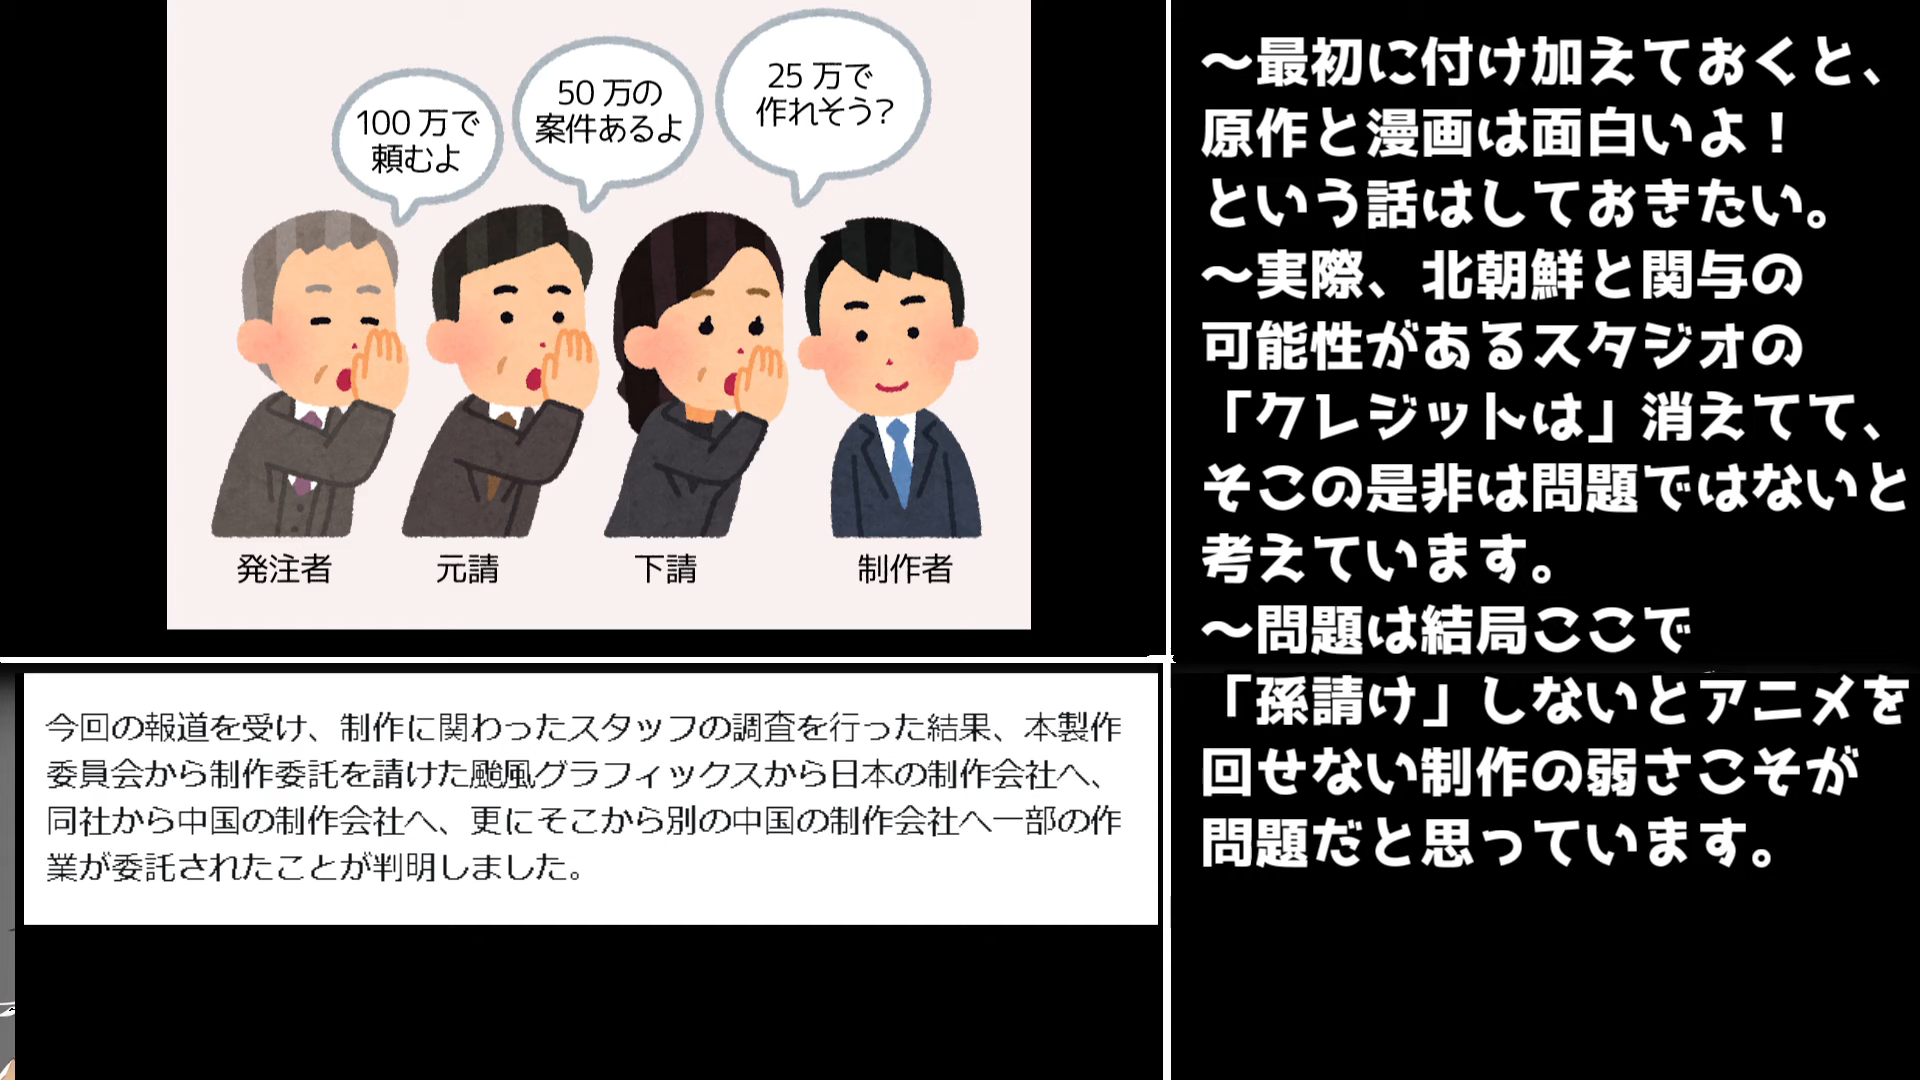 100 万で
頼むよ
50 万の
案件あるよ
25 万で
作れそう?
発注者
元請
下請
制作者
今回の報道を受け、制作に関わったスタッフの調査を行った結果、本製作
委員会から制作委託を請けた颱風グラフィックスから日本の制作会社へ、
同社から中国の制作会社へ、更にそこから別の中国の制作会社へ一部の作
業が委託されたことが判明しました。
～最初に付け加えておくと、
原作と漫画は面白いよ！
という話はしておきたい。
～実際、北朝鮮と関与の
可能性があるスタジオの
「クレジットは」消えてて、
そこの是非は問題ではないと
考えています。
～問題は結局ここで
「孫請け」しないとアニメを
回せない制作の弱さこそが
問題だと思っています。